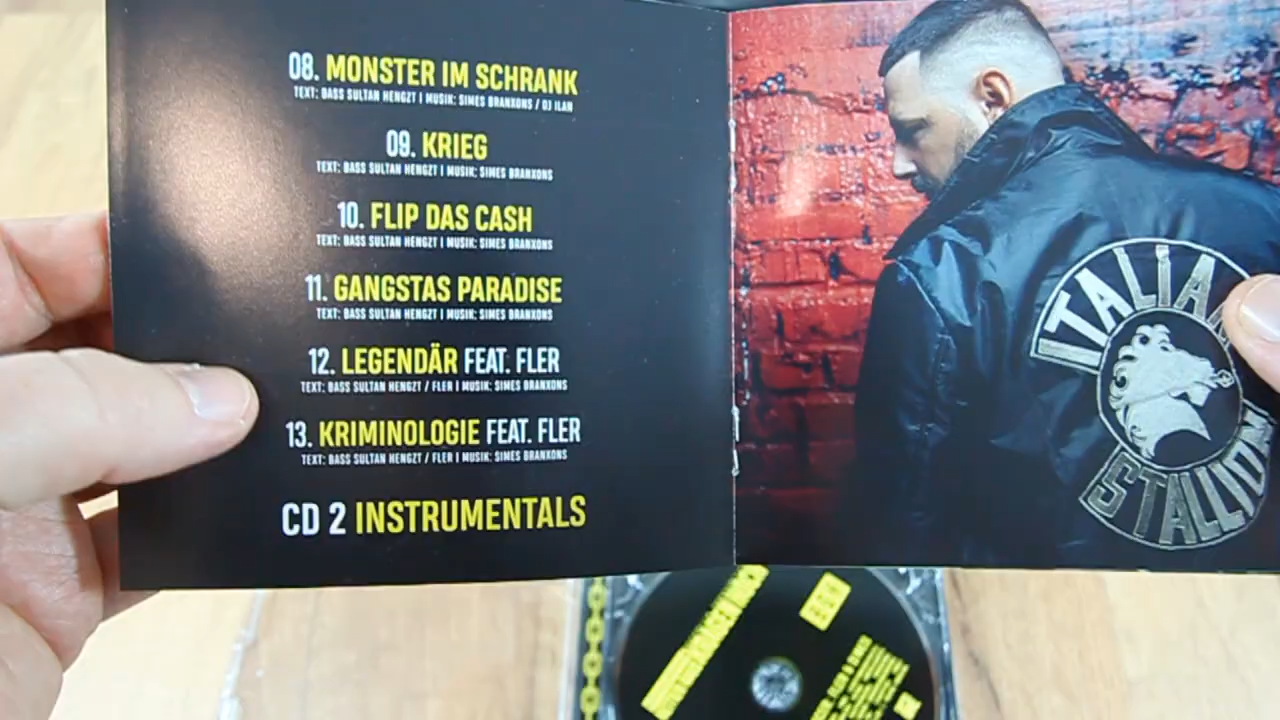 08. MONSTER IM SCHRANK
TEXT: BASS SULTAN HENGZT | MUSIK: SIMES BRANXONS / DJ ILAN
09. KRIEG
TEXT: BASS SULTAN HENGZT | MUSIK: SIMES BRANXONS
10. FLIP DAS CASH
TEXT: BASS SULTAN HENGZT | MUSIK: SIMES BRANXONS
11. GANGSTAS PARADISE
TEXT: BASS SULTAN HENGZT | MUSIK: SIMES BRANXONS
12. LEGENDÄR FEAT. FLER
TEXT: BASS SULTAN HENGZT / FLER | MUSIK: SIMES BRANXONS
13. KRIMINOLOGIE FEAT. FLER
TEXT: BASS SULTAN HENGZT / FLER | MUSIK: SIMES BRANXONS
CD 2 INSTRUMENTALS
ITALIAN
STALLION